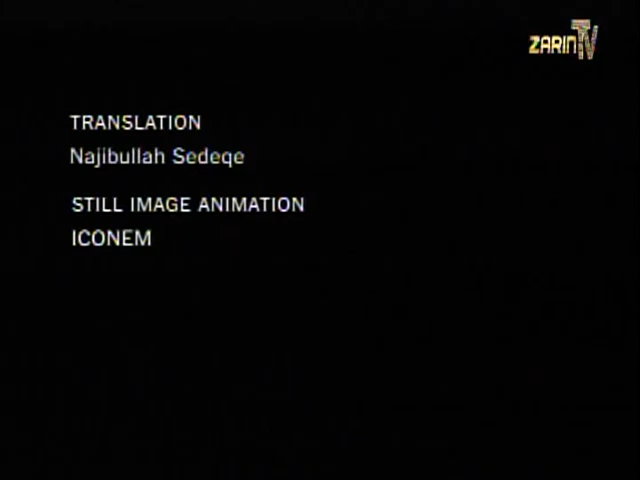 ZARIN TV
TRANSLATION
Najibullah Sedeqe
STILL IMAGE ANIMATION
ICONEM